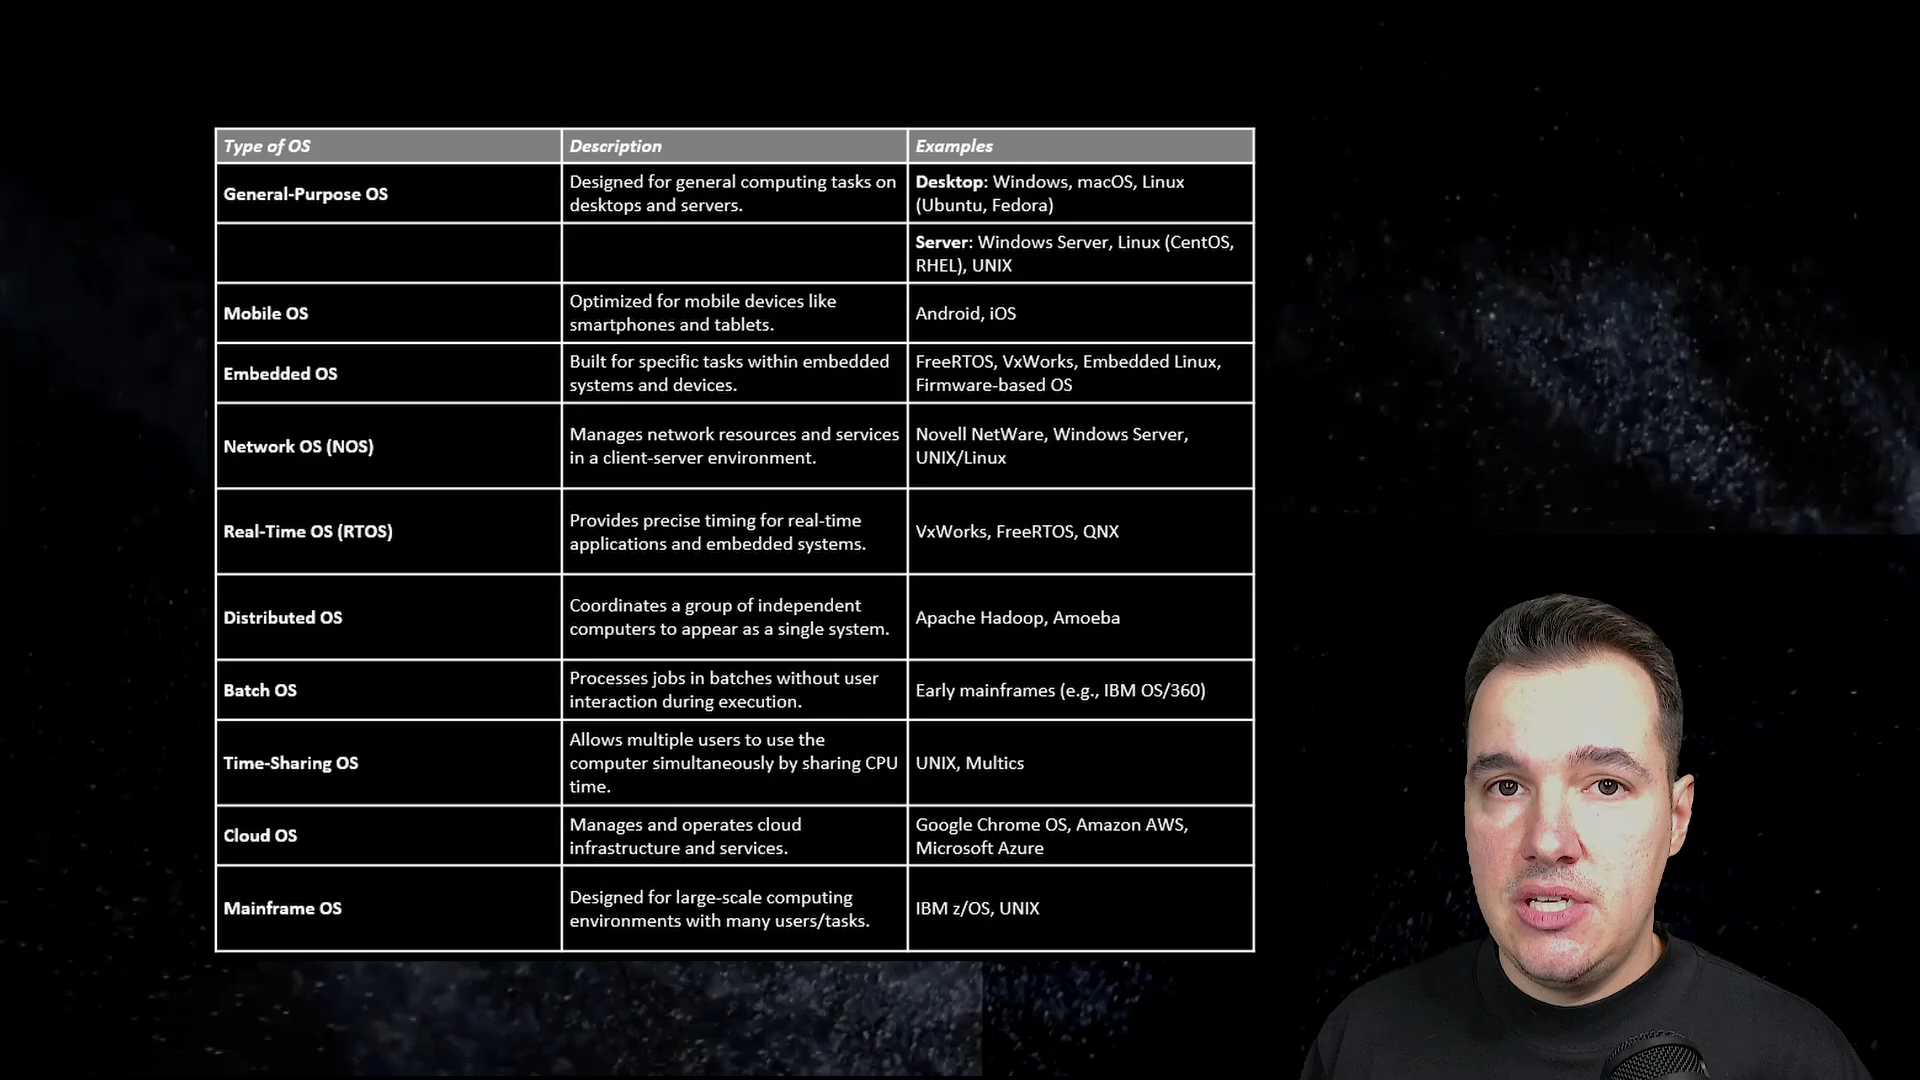 Type of OS
Description
Examples
General-Purpose OS
Designed for general computing tasks on
desktops and servers.
Desktop: Windows, macOS, Linux
(Ubuntu, Fedora)
Server: Windows Server, Linux (CentOS,
RHEL), UNIX
Mobile OS
Optimized for mobile devices like
smartphones and tablets.
Android, iOS
Embedded OS
Built for specific tasks within embedded
systems and devices.
FreeRTOS, VxWorks, Embedded Linux,
Firmware-based OS
Network OS (NOS)
Manages network resources and services
in a client-server environment.
Novell NetWare, Windows Server,
UNIX/Linux
Real-Time OS (RTOS)
Provides precise timing for real-time
applications and embedded systems.
VxWorks, FreeRTOS, QNX
Distributed OS
Coordinates a group of independent
computers to appear as a single system.
Apache Hadoop, Amoeba
Batch OS
Processes jobs in batches without user
interaction during execution.
Early mainframes (e.g., IBM OS/360)
Time-Sharing OS
Allows multiple users to use the
computer simultaneously by sharing CPU
time.
UNIX, Multics
Cloud OS
Manages and operates cloud
infrastructure and services.
Google Chrome OS, Amazon AWS,
Microsoft Azure
Mainframe OS
Designed for large-scale computing
environments with many users/tasks.
IBM z/OS, UNIX